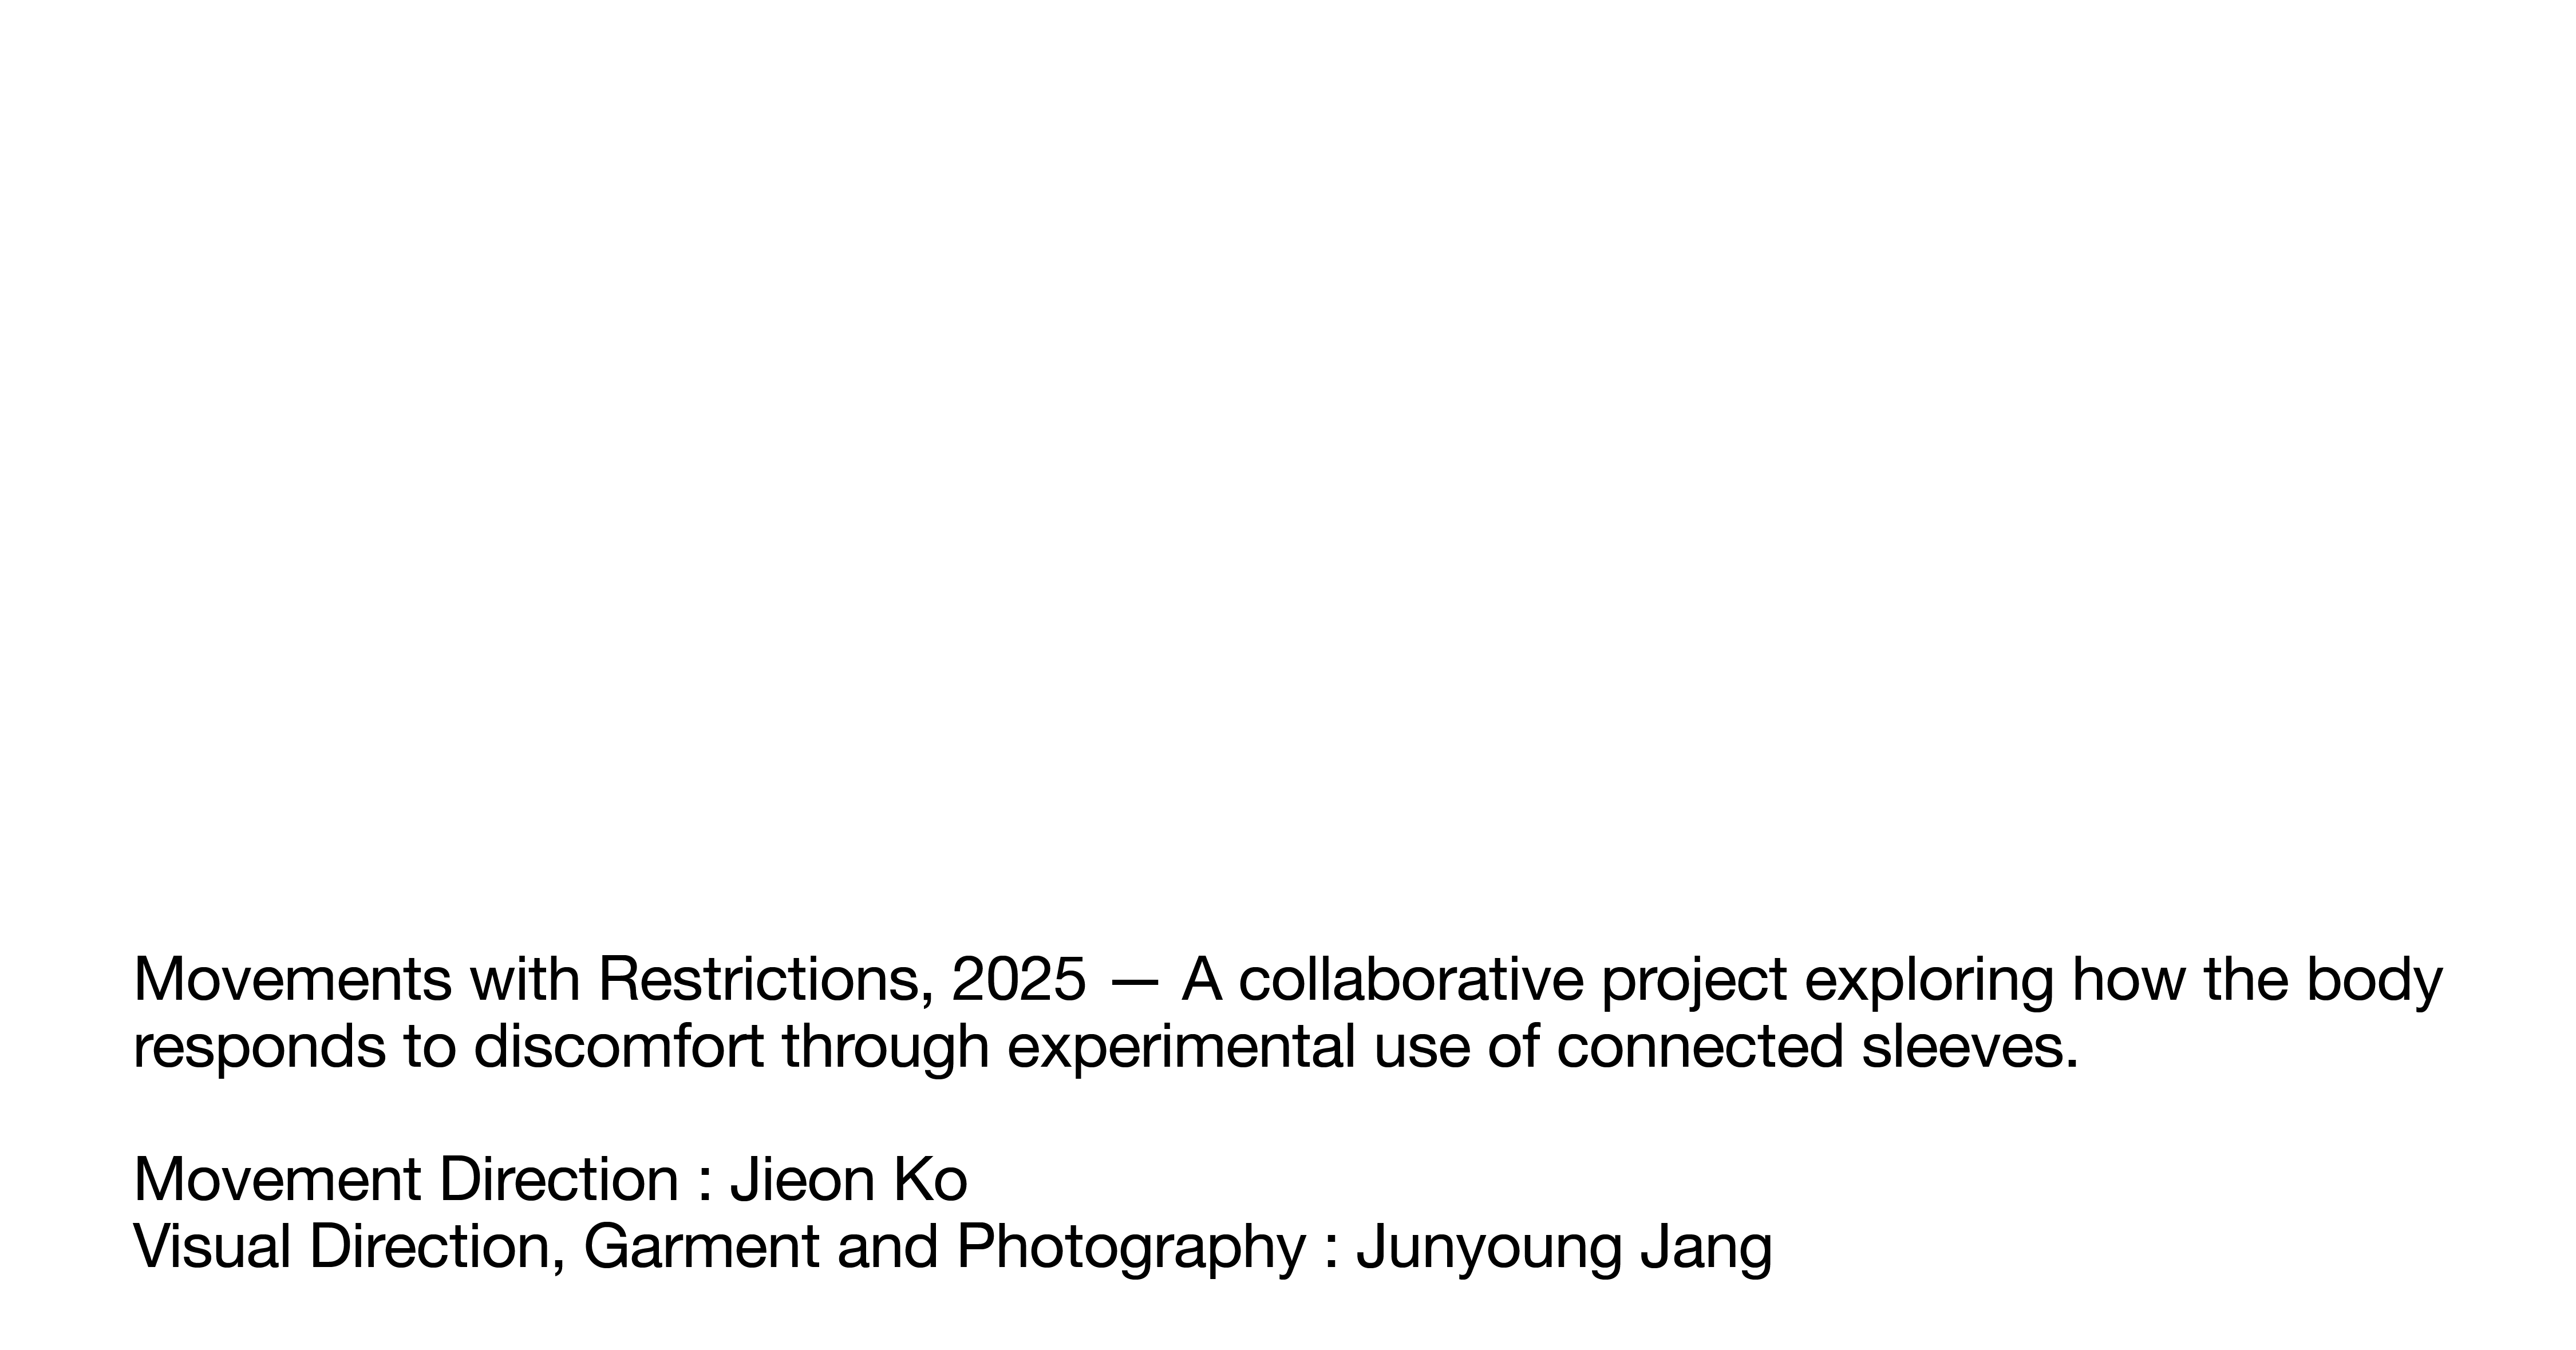 Movements with Restrictions, 2025 — A collaborative project exploring how the body
responds to discomfort through experimental use of connected sleeves.
Movement Direction : Jieon Ko
Visual Direction, Garment and Photography : Junyoung Jang